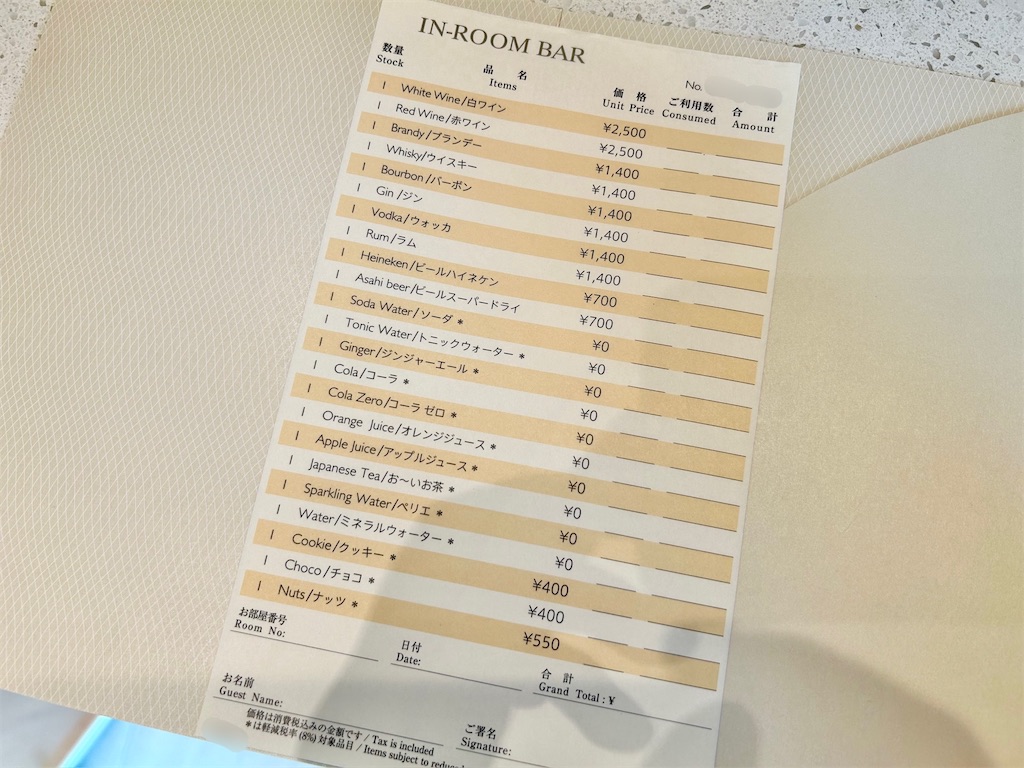 IN-ROOM BAR
No.
数量 品名 価格 ご利用数 合計
Stock Items Unit Price Consumed Amount
1 White Wine/白ワイン ¥2,500
1 Red Wine/赤ワイン ¥2,500
1 Brandy/ブランデー ¥1,400
1 Whisky/ウイスキー ¥1,400
1 Bourbon/バーボン ¥1,400
1 Gin/ジン ¥1,400
1 Vodka/ウォッカ ¥1,400
1 Rum/ラム ¥1,400
1 Heineken/ビールハイネケン ¥700
1 Asahi beer/ビールスーパードライ ¥700
1 Soda Water/ソーダ * ¥0
1 Tonic Water/トニックウォーター * ¥0
1 Ginger/ジンジャーエール * ¥0
1 Cola/コーラ * ¥0
1 Cola Zero/コーラ ゼロ * ¥0
1 Orange Juice/オレンジジュース * ¥0
1 Apple Juice/アップルジュース * ¥0
1 Japanese Tea/お〜いお茶 * ¥0
1 Sparkling Water/ペリエ * ¥0
1 Water/ミネラルウォーター * ¥0
1 Cookie/クッキー * ¥400
1 Choco/チョコ * ¥400
1 Nuts/ナッツ * ¥550
お部屋番号 日付 合計
Room No: Date: Grand Total: ¥
お名前 ご署名
Guest Name: Signature:
価格は消費税込みの金額です / Tax is included
*は軽減税率 (8%) 対象品目 / Items subject to